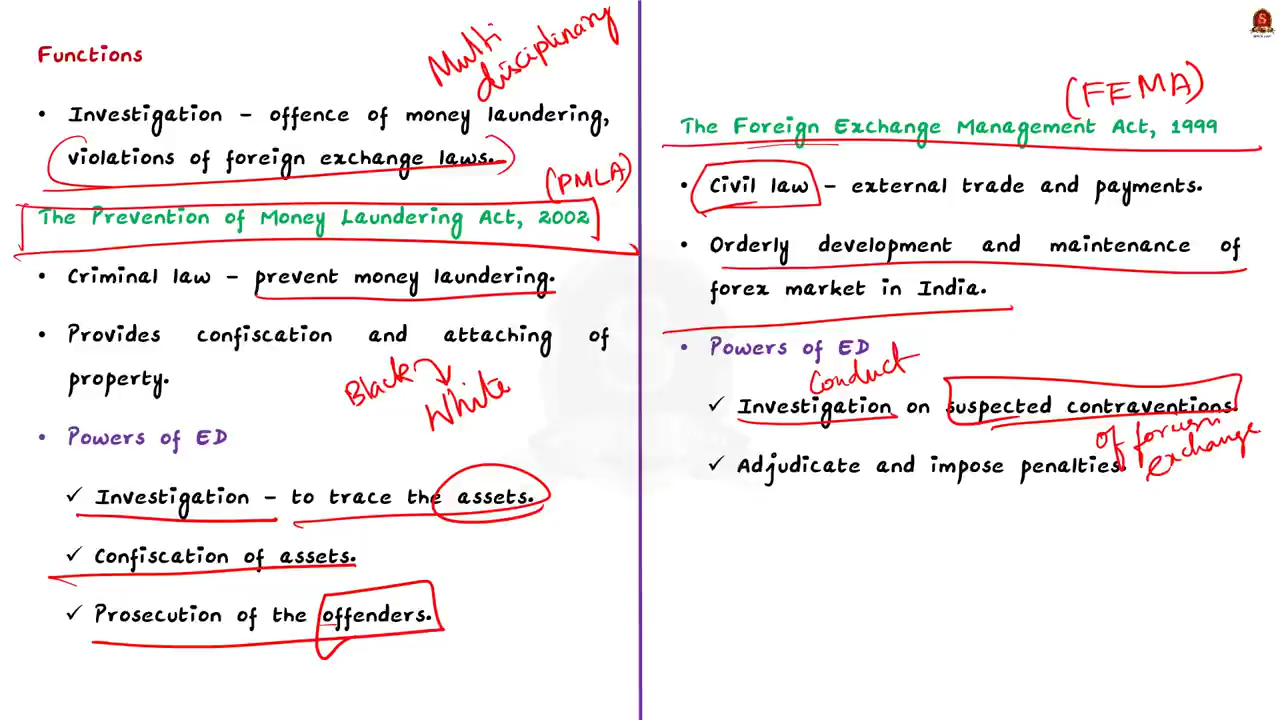 Functions
Multi
disciplinary
• Investigation – offence of money laundering,
violations of foreign exchange laws.
(PMLA)
The Prevention of Money Laundering Act, 2002
• Criminal law – prevent money laundering.
• Provides confiscation and attaching of
property.
Black
White
• Powers of ED
✓ Investigation – to trace the assets.
✓ Confiscation of assets.
✓ Prosecution of the offenders.
(FEMA)
The Foreign Exchange Management Act, 1999
• Civil law – external trade and payments.
• Orderly development and maintenance of
forex market in India.
• Powers of ED
Conduct
✓ Investigation on suspected contraventions.
of
exchange
✓ Adjudicate and impose penalties.